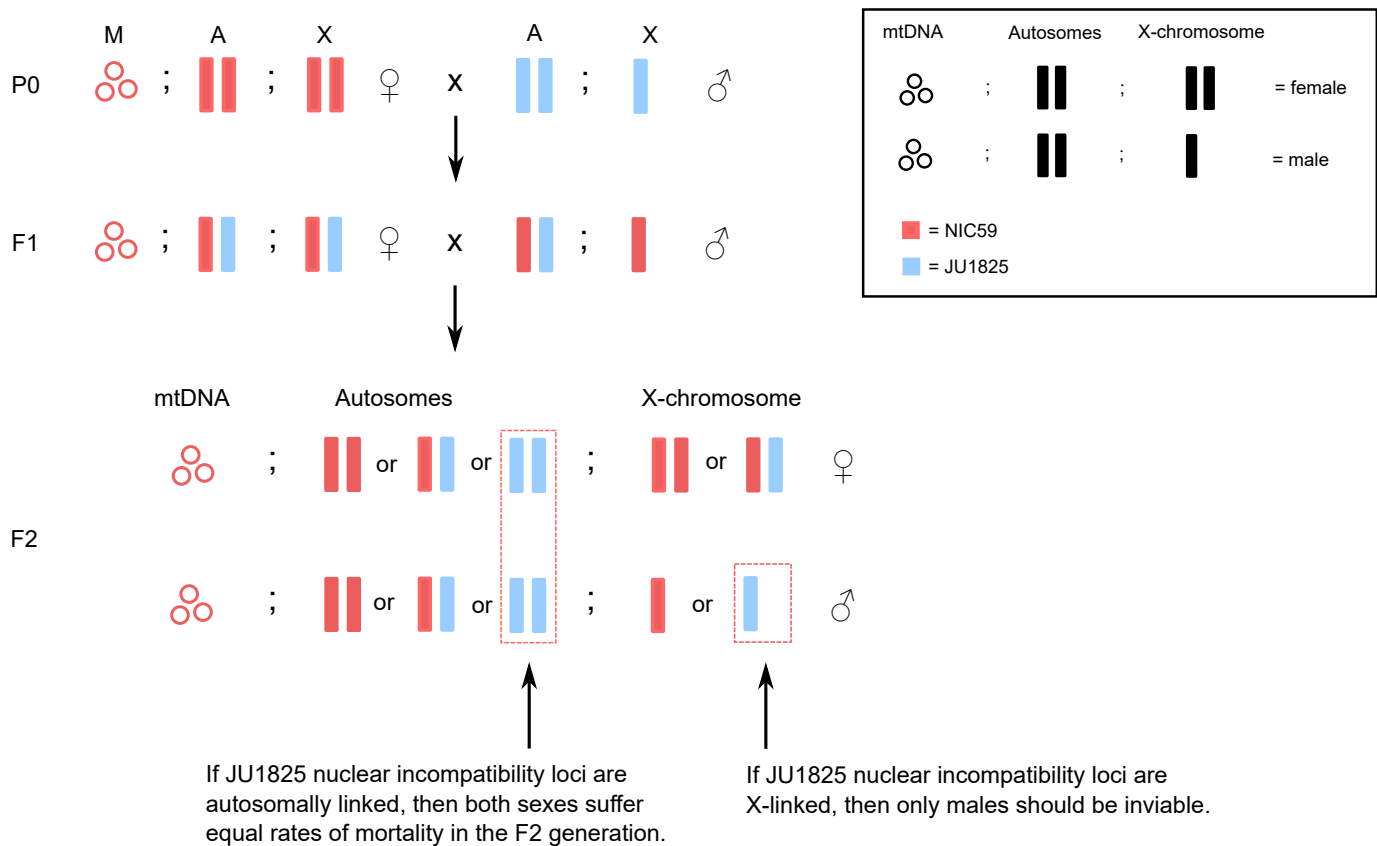 M A X A X
P0 ; ; ♀ x ; ♂
F1 ; ; ♀ x ; ♂
mtDNA Autosomes X-chromosome
; or or ; or ♀
F2
; or or ; or ♂
If JU1825 nuclear incompatibility loci are
autosomally linked, then both sexes suffer
equal rates of mortality in the F2 generation.
If JU1825 nuclear incompatibility loci are
X-linked, then only males should be inviable.
mtDNA Autosomes X-chromosome
; ; = female
; ; = male
= NIC59
= JU1825